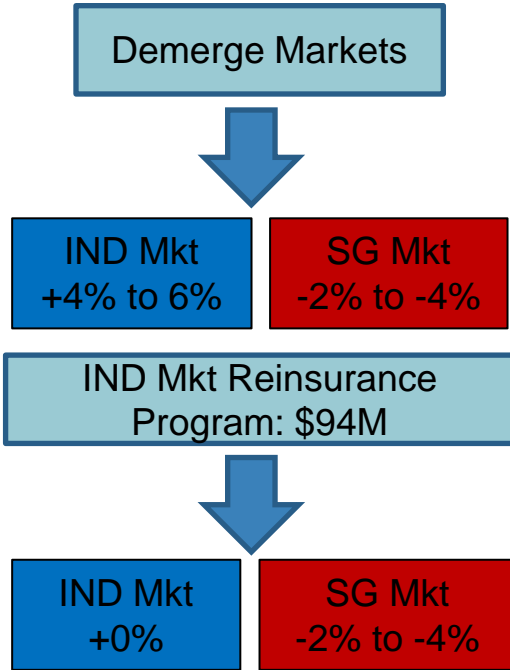 Demerge Markets
IND Mkt
+4% to 6%
SG Mkt
-2% to -4%
IND Mkt Reinsurance
Program: $94M
IND Mkt
+0%
SG Mkt
-2% to -4%